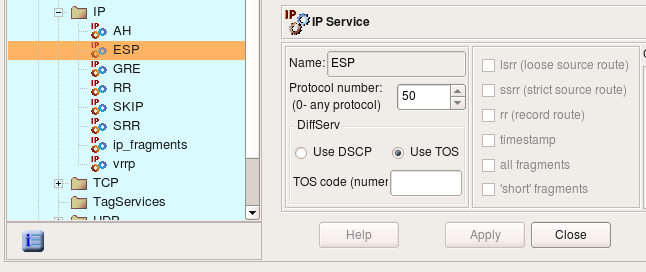 IP
AH
ESP
GRE
RR
SKIP
SRR
ip_fragments
vrrp
TCP
TagServices
UDP
IP Service
Name: ESP
Protocol number:
(0- any protocol) 50
DiffServ
Use DSCP Use TOS
TOS code (numer
lsrr (loose source route)
ssrr (strict source route)
rr (record route)
timestamp
all fragments
'short' fragments
Help Apply Close